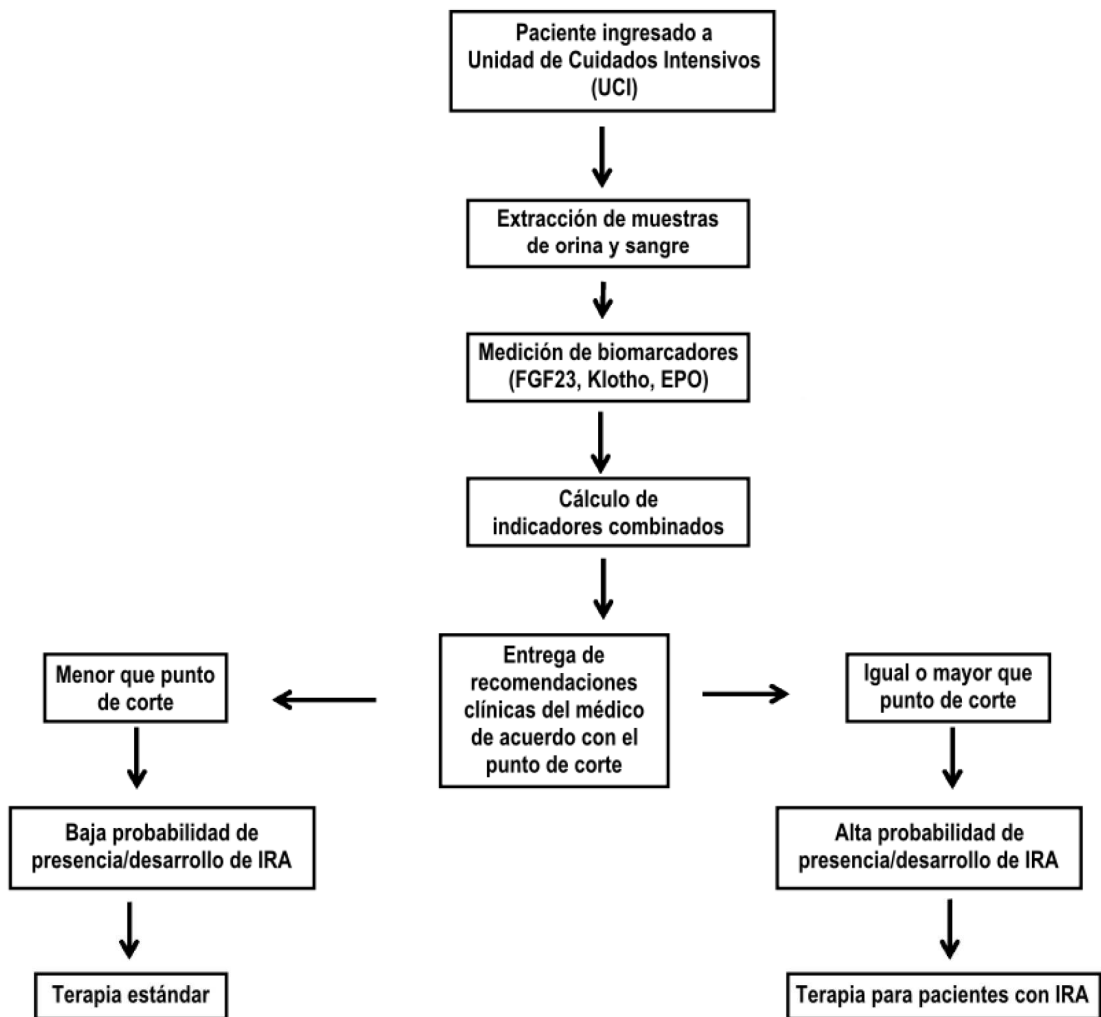 Paciente ingresado a
Unidad de Cuidados Intensivos
(UCI)
Extracción de muestras
de orina y sangre
Medición de biomarcadores
(FGF23, Klotho, EPO)
Cálculo de
indicadores combinados
Entrega de
recomendaciones
clínicas del médico
de acuerdo con el
punto de corte
Menor que punto
de corte
Baja probabilidad de
presencia/desarrollo de IRA
Terapia estándar
Igual o mayor que
punto de corte
Alta probabilidad de
presencia/desarrollo de IRA
Terapia para pacientes con IRA